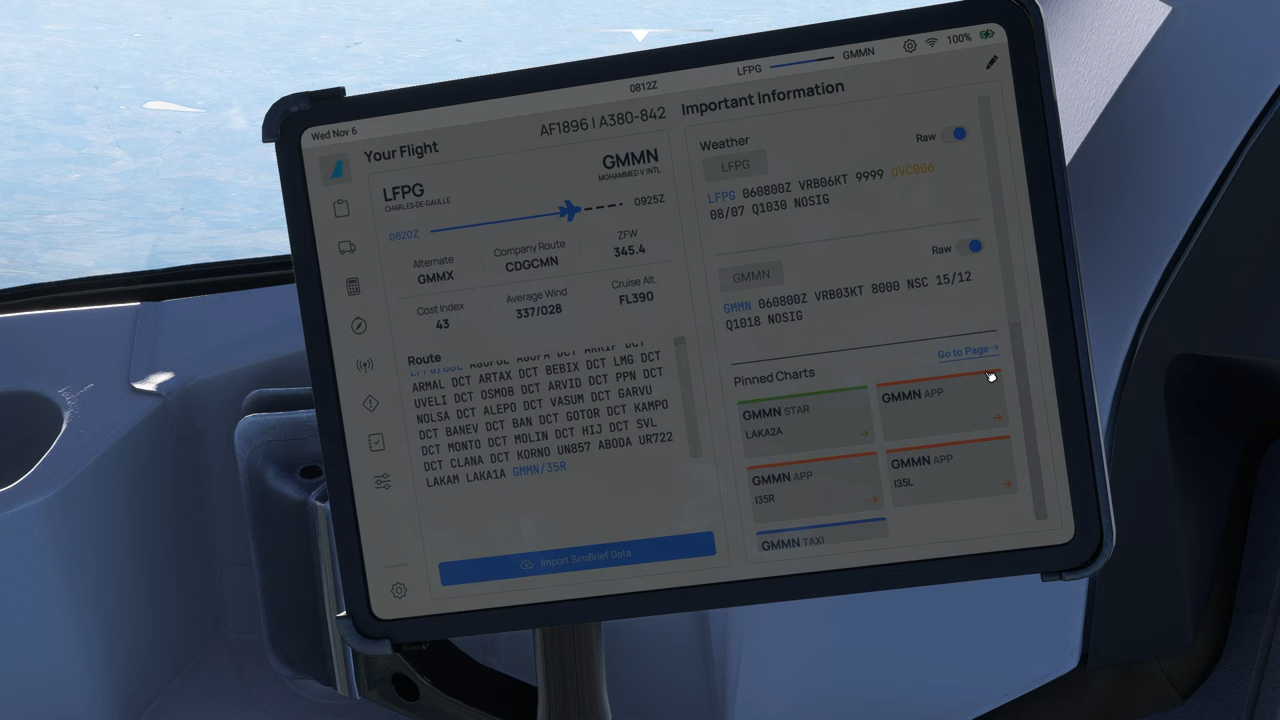 Wed Nov 6
0812Z
LFPG GMMN
100%
Your Flight
AF1896 | A380-842
LFPG
CHARLES-DE-GAULLE
GMMN
MOHAMMED V INTL
0620Z
0925Z
Alternate
GMMX
Company Route
CDGCMN
ZFW
345.4
Cost Index
43
Average Wind
337/028
Cruise Alt.
FL390
Route
ARMAL DCT ARTAX DCT BEBIX DCT LMG DCT
UVELI DCT OSMOB DCT ARVID DCT PPN DCT
NOLSA DCT ALEPO DCT VASUM DCT GARVU
DCT BANEV DCT BAN DCT GOTOR DCT KAMPO
DCT MONTO DCT MOLIN DCT HIJ DCT SVL
DCT CLANA DCT KORNO UN857 ABODA UR722
LAKAM LAKA1A GMMN/35R
Import SimBrief Data
Important Information
Weather
LFPG
Raw
LFPG 060800Z VRB06KT 9999 OVC006
08/07 Q1030 NOSIG
GMMN
Raw
GMMN 060800Z VRB03KT 8000 NSC 15/12
Q1018 NOSIG
Pinned Charts
Go to Page
GMMN STAR
LAKA2A
GMMN APP
GMMN APP
I35R
GMMN APP
I35L
GMMN TAXI